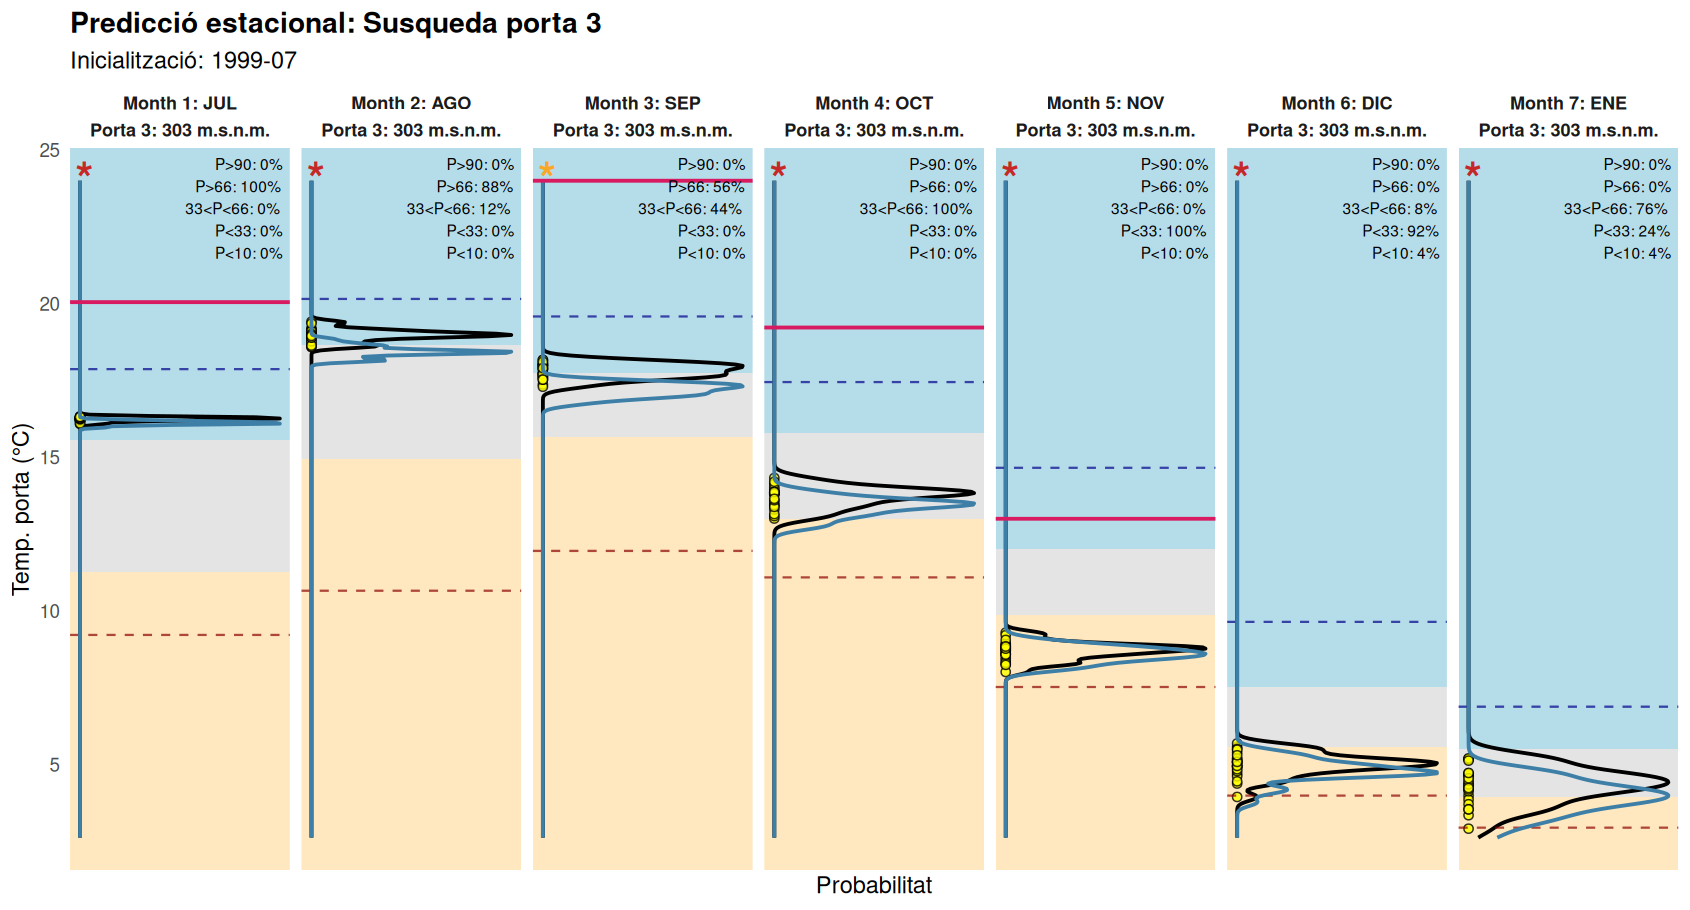 Predicció estacional: Susqueda porta 3
Inicialització: 1999-07
Month 1: JUL
Porta 3: 303 m.s.n.m.
Month 2: AGO
Porta 3: 303 m.s.n.m.
Month 3: SEP
Porta 3: 303 m.s.n.m.
Month 4: OCT
Porta 3: 303 m.s.n.m.
Month 5: NOV
Porta 3: 303 m.s.n.m.
Month 6: DIC
Porta 3: 303 m.s.n.m.
Month 7: ENE
Porta 3: 303 m.s.n.m.
Temp. porta (°C)
25
20
15
10
5
*
P>90: 0%
P>66: 100%
33<P<66: 0%
P<33: 0%
P<10: 0%
*
P>90: 0%
P>66: 88%
33<P<66: 12%
P<33: 0%
P<10: 0%
*
P>90: 0%
P>66: 56%
33<P<66: 44%
P<33: 0%
P<10: 0%
*
P>90: 0%
P>66: 0%
33<P<66: 100%
P<33: 0%
P<10: 0%
*
P>90: 0%
P>66: 0%
33<P<66: 0%
P<33: 100%
P<10: 0%
*
P>90: 0%
P>66: 0%
33<P<66: 8%
P<33: 92%
P<10: 4%
*
P>90: 0%
P>66: 0%
33<P<66: 76%
P<33: 24%
P<10: 4%
Probabilitat